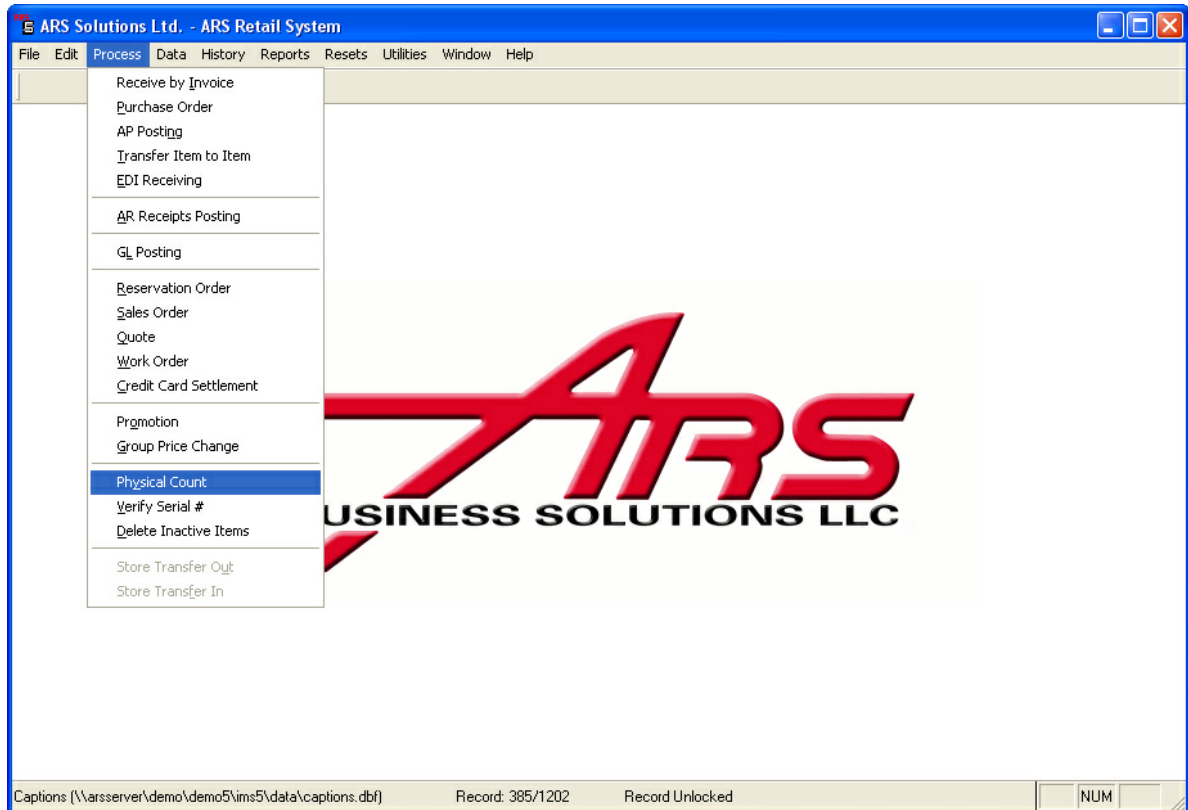 ARS Solutions Ltd. - ARS Retail System
File Edit Process Data History Reports Resets Utilities Window Help
Receive by Invoice
Purchase Order
AP Posting
Transfer Item to Item
EDI Receiving
AR Receipts Posting
GL Posting
Reservation Order
Sales Order
Quote
Work Order
Credit Card Settlement
Promotion
Group Price Change
Physical Count
Verify Serial #
Delete Inactive Items
Store Transfer Out
Store Transfer In
ARS
USINESS SOLUTIONS LLC
Captions (\\arsserver\demo\demo5\ims5\data\captions.dbf) Record: 385/1202 Record Unlocked NUM